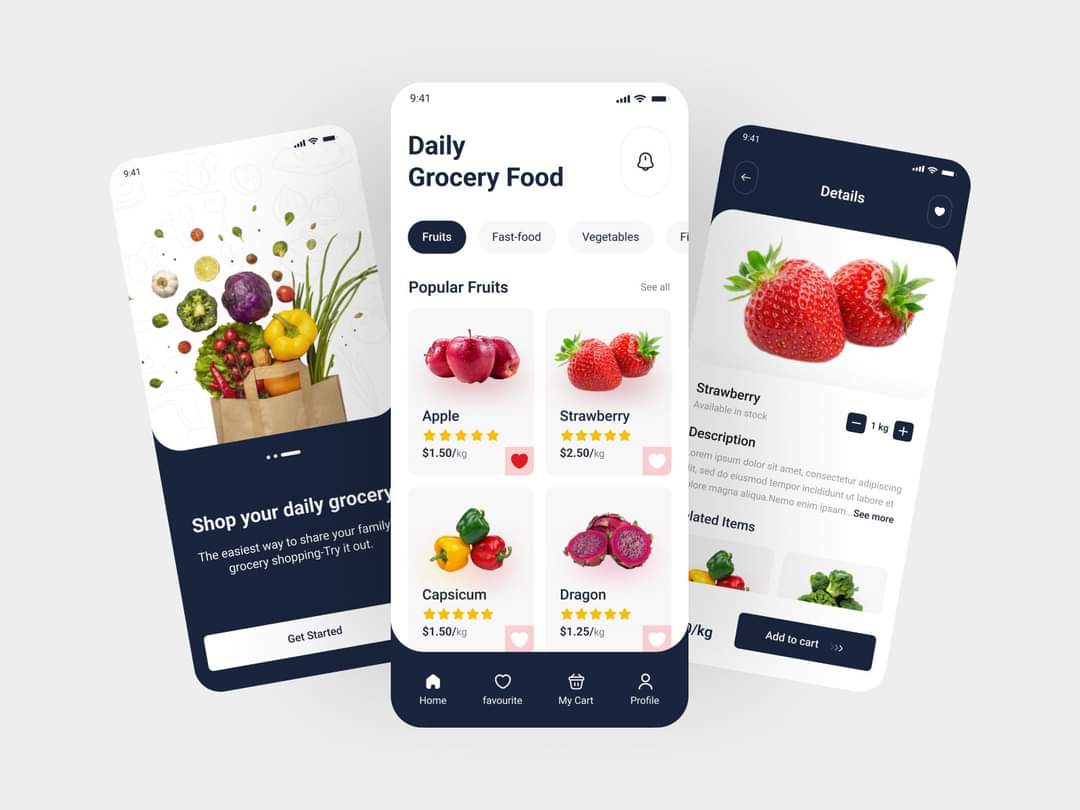 9:41
Shop your daily grocery
The easiest way to share your family
grocery shopping-Try it out.
Get Started
9:41
Daily
Grocery Food
Fruits Fast-food Vegetables Fi
Popular Fruits See all
Apple
$1.50/kg
Strawberry
$2.50/kg
Capsicum
$1.50/kg
Dragon
$1.25/kg
Home favourite My Cart Profile
9:41
Details
Strawberry
Available in stock
1 kg
Description
Lorem ipsum dolor sit amet, consectetur adipiscing
, sed do eiusmod tempor incididunt ut labore et
olore magna aliqua.Nemo enim ipsam...See more
lated Items
0/kg
Add to cart